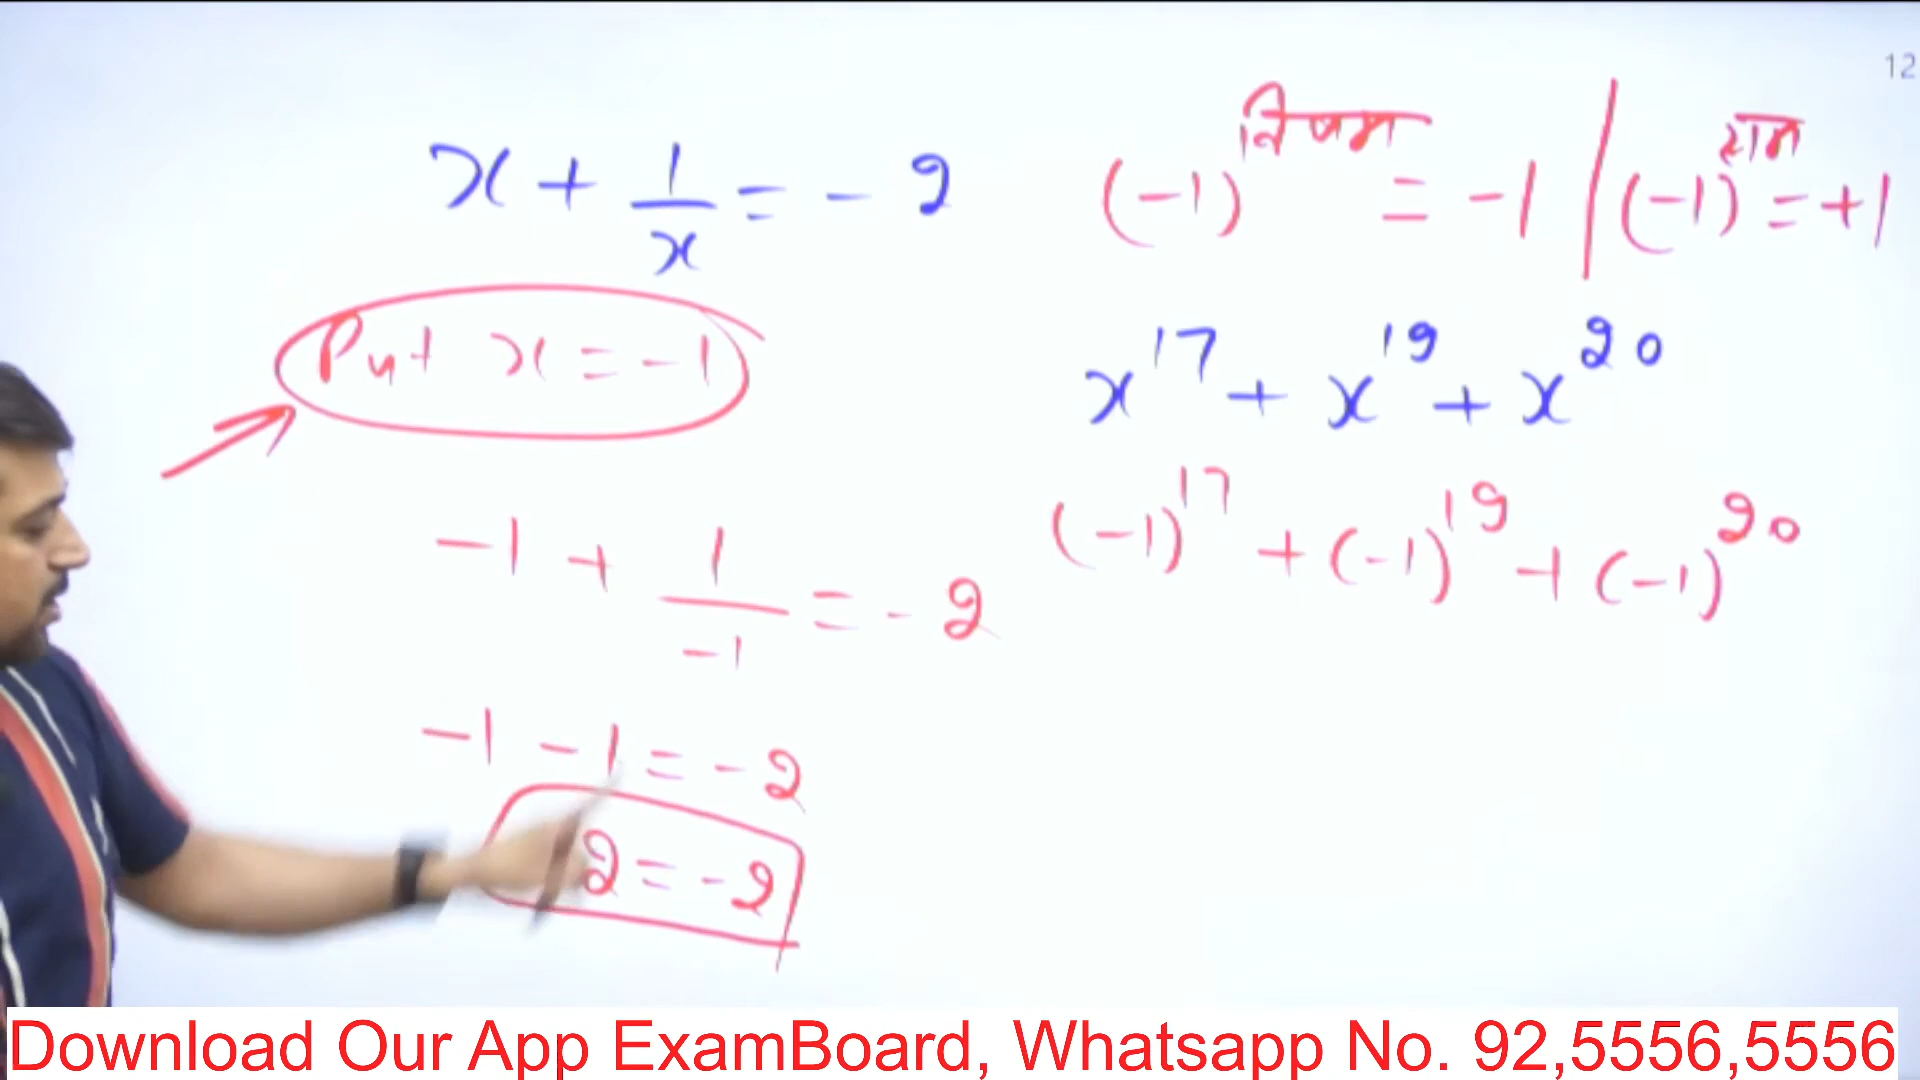 12
x + 1/x = - 2
Put x = -1
-1 + 1/-1 = - 2
-1 - 1 = - 2
2 = - 2
(-1)^विषम = -1 | (-1)^सम = +1
x^17 + x^19 + x^20
(-1)^17 + (-1)^19 + (-1)^20
Download Our App ExamBoard, Whatsapp No. 92,5556,5556